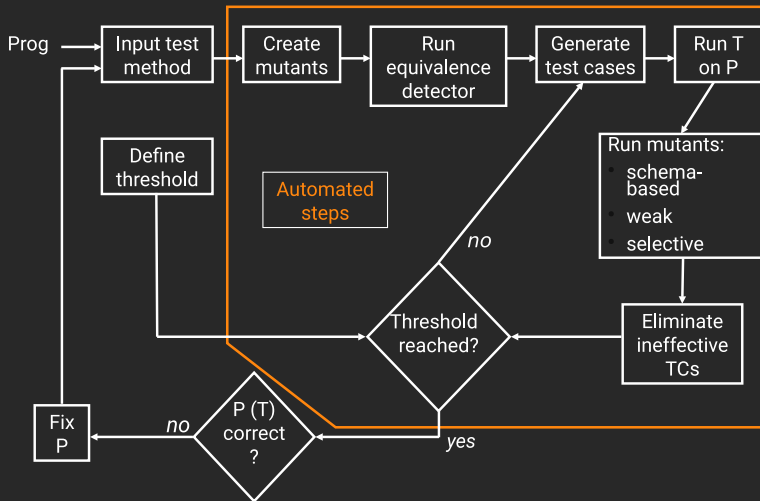 Prog
Input test
method
Create
mutants
Run
equivalence
detector
Generate
test cases
Run T
on P
Define
threshold
Automated
steps
Run mutants:
• schema-
based
• weak
• selective
no
Threshold
reached?
Eliminate
ineffective
TCs
yes
P (T)
correct
?
no
Fix
P